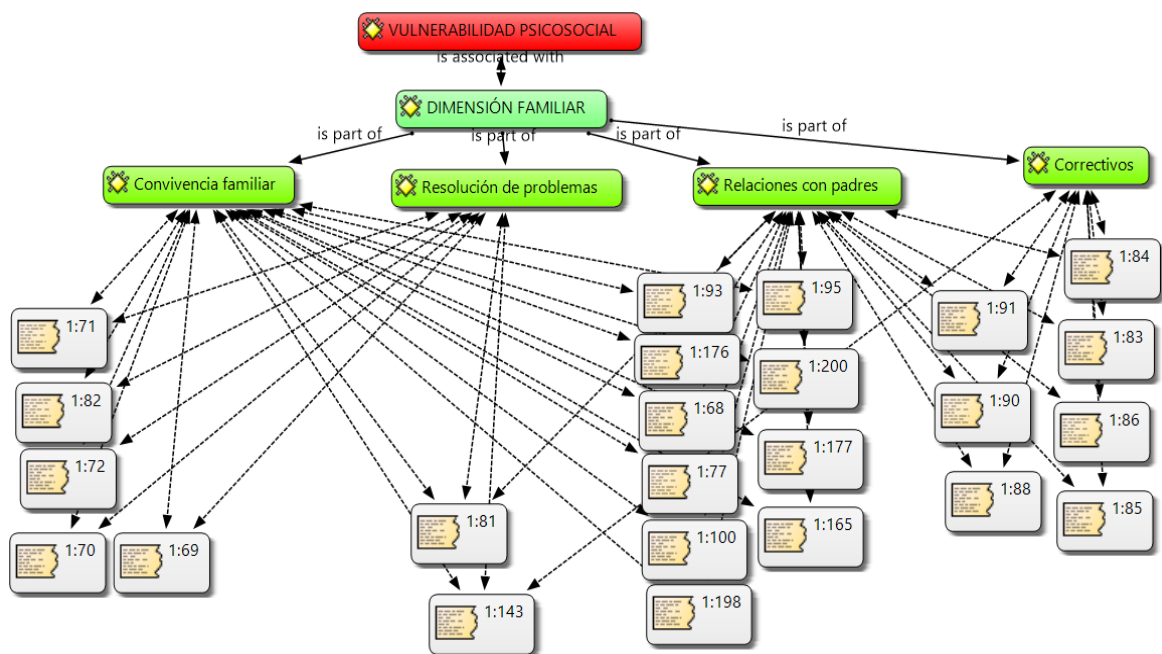 VULNERABILIDAD PSICOSOCIAL
is associated with
DIMENSIÓN FAMILIAR
is part of
is part of
is part of
is part of
Convivencia familiar
Resolución de problemas
Relaciones con padres
Correctivos
1:71
1:82
1:72
1:70
1:69
1:81
1:143
1:93
1:176
1:68
1:77
1:100
1:198
1:95
1:200
1:177
1:165
1:91
1:90
1:88
1:84
1:83
1:86
1:85